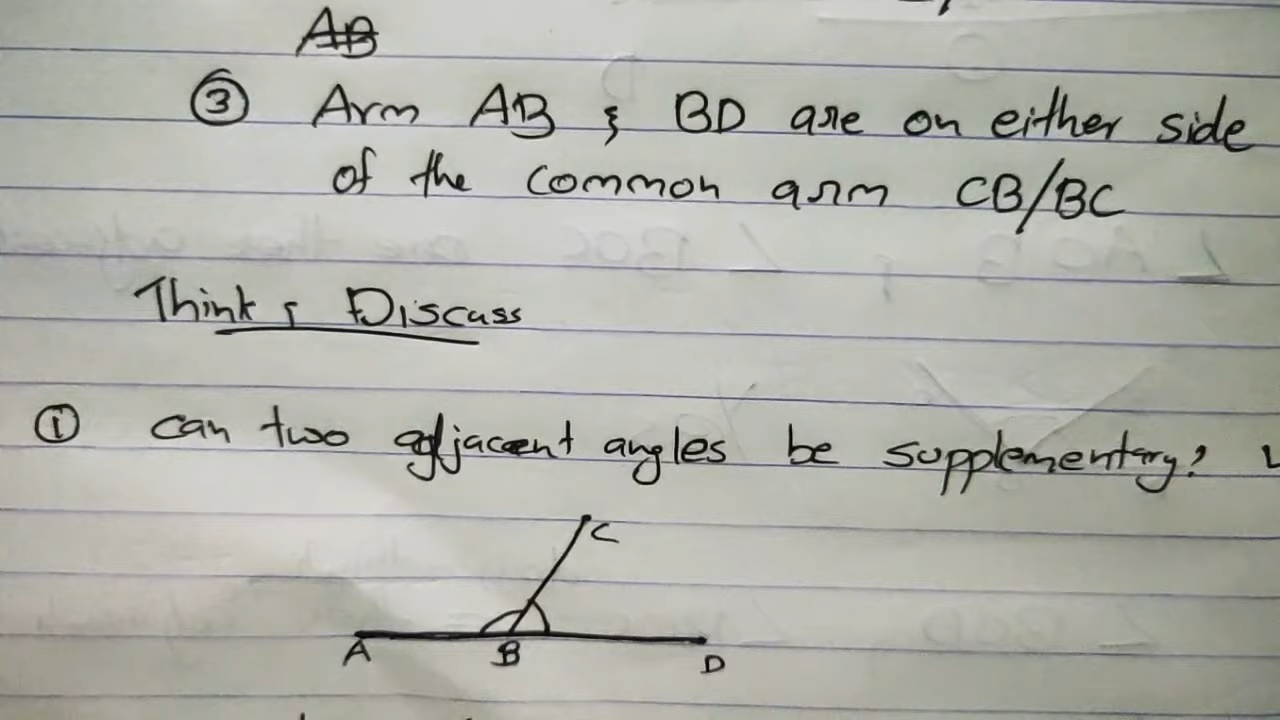 AB
③ Arm AB & BD are on either side
of the common arm CB/BC
Think & Discuss
① can two adjacent angles be supplementary?
C
A B D